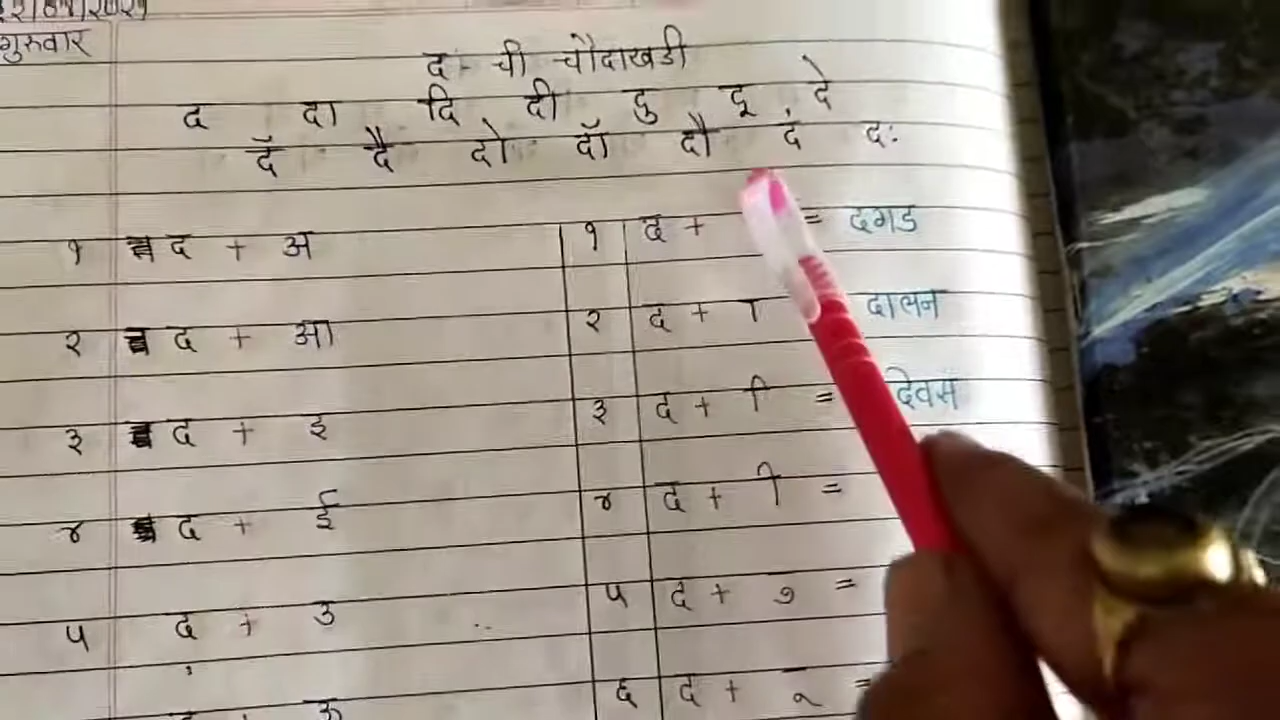 गुरुवार
द ची चौदाखडी
द दा दि दी दु दू दे
दॅ दै दो दॉ दौ दं दः
१ द + अ
१ द + = दगड
२ द + आ
२ द + ा दालन
३ द + इ
३ द + ि = दिवस
४ द + ई
४ द + ी =
५ द + उ
५ द + ु =
६ द + ू =